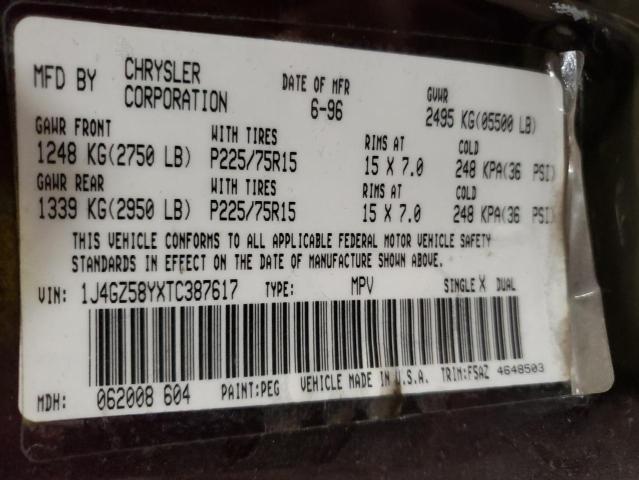 MFD BY CHRYSLER CORPORATION DATE OF MFR 6-96 GVWR 2495 KG(05500 LB)
GAWR FRONT WITH TIRES RIMS AT COLD
1248 KG(2750 LB) P225/75R15 15 X 7.0 248 KPA(36 PSI)
GAWR REAR WITH TIRES RIMS AT COLD
1339 KG(2950 LB) P225/75R15 15 X 7.0 248 KPA(36 PSI)
THIS VEHICLE CONFORMS TO ALL APPLICABLE FEDERAL MOTOR VEHICLE SAFETY
STANDARDS IN EFFECT ON THE DATE OF MANUFACTURE SHOWN ABOVE.
VIN: 1J4GZ58YXTC387617 TYPE: MPV SINGLE X DUAL
MDH: 062008 604 PAINT:PEG VEHICLE MADE IN U.S.A. TRIM:F5AZ 4648503